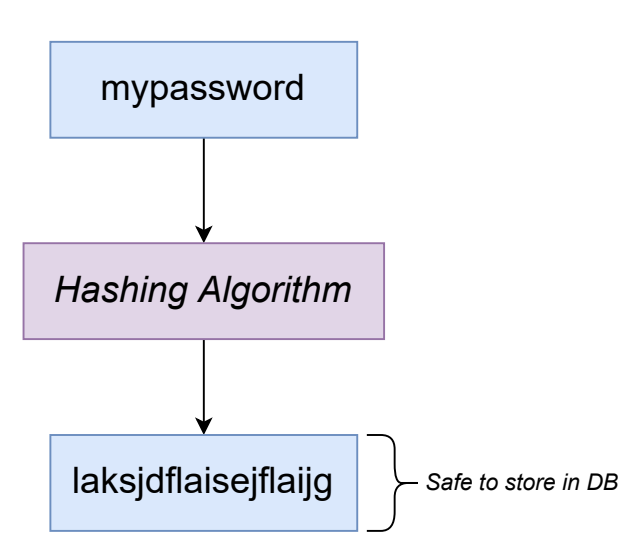 mypassword
Hashing Algorithm
laksjdflaisejflaijg
Safe to store in DB